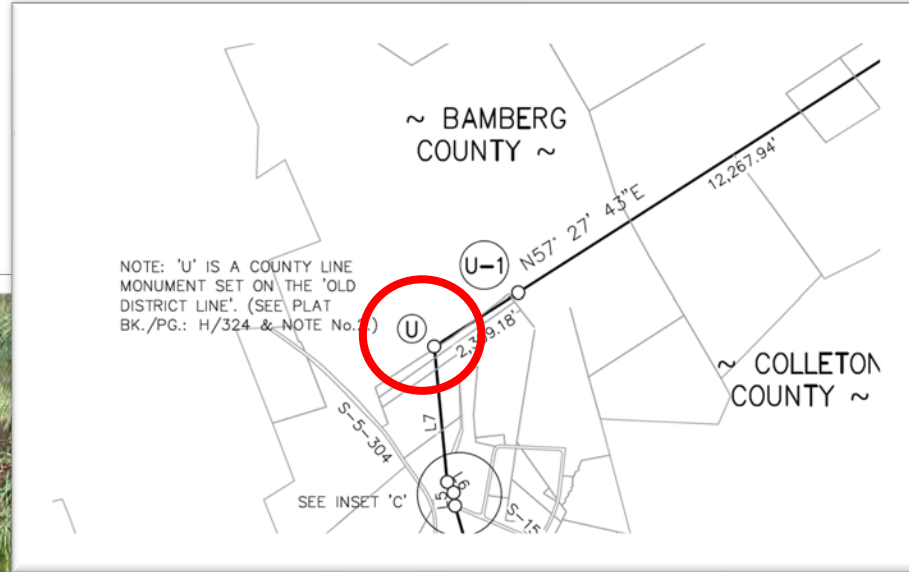 ~ BAMBERG
COUNTY ~
12,267.94'
N57° 27' 43"E
U-1
NOTE: 'U' IS A COUNTY LINE
MONUMENT SET ON THE 'OLD
DISTRICT LINE'. (SEE PLAT
BK./PG.: H/324 & NOTE No.
U
~ COLLETON
COUNTY ~
L7
S-5-304
SEE INSET 'C'
L6
L5
S-15